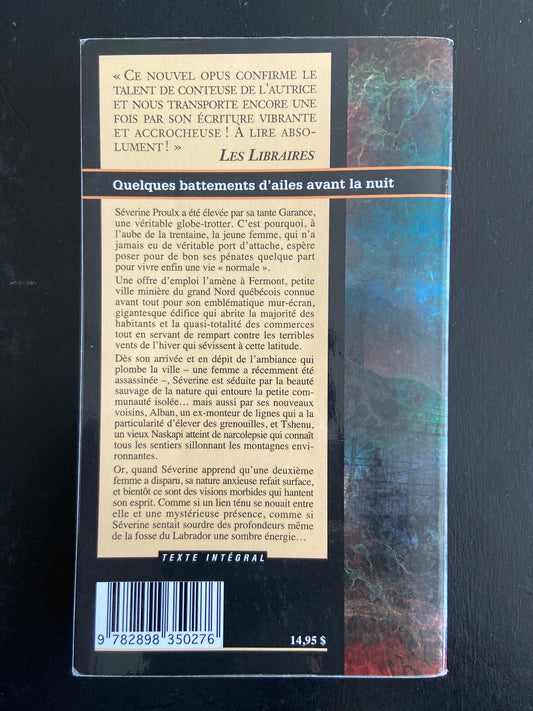 « CE NOUVEL OPUS CONFIRME LE
TALENT DE CONTEUSE DE L'AUTRICE
ET NOUS TRANSPORTE ENCORE UNE
FOIS PAR SON ÉCRITURE VIBRANTE
ET ACCROCHEUSE ! À LIRE ABSO-
LUMENT ! »
LES LIBRAIRES
Quelques battements d'ailes avant la nuit
Séverine Proulx a été élevée par sa tante Garance,
une véritable globe-trotter. C'est pourquoi, à
l'aube de la trentaine, la jeune femme, qui n'a
jamais eu de véritable port d'attache, espère
poser pour de bon ses pénates quelque part
pour vivre enfin une vie « normale ».
Une offre d'emploi l'amène à Fermont, petite
ville minière du grand Nord québécois connue
avant tout pour son emblématique mur-écran,
gigantesque édifice qui abrite la majorité des
habitants et la quasi-totalité des commerces
tout en servant de rempart contre les terribles
vents de l'hiver qui sévissent à cette latitude.
Dès son arrivée et en dépit de l'ambiance qui
plombe la ville – une femme a récemment été
assassinée –, Séverine est séduite par la beauté
sauvage de la nature qui entoure la petite com-
munauté isolée… mais aussi par ses nouveaux
voisins, Alban, un ex-monteur de lignes qui a la
particularité d'élever des grenouilles, et Tshenu,
un vieux Naskapi atteint de narcolepsie qui connaît
tous les sentiers sillonnant les montagnes envi-
ronnantes.
Or, quand Séverine apprend qu'une deuxième
femme a disparu, sa nature anxieuse refait surface,
et bientôt ce sont des visions morbides qui hantent
son esprit. Comme si un lien ténu se nouait entre
elle et une mystérieuse présence, comme si
Séverine sentait sourdre des profondeurs même
de la fosse du Labrador une sombre énergie…
TEXTE INTÉGRAL
9 782898 350276
14,95 $